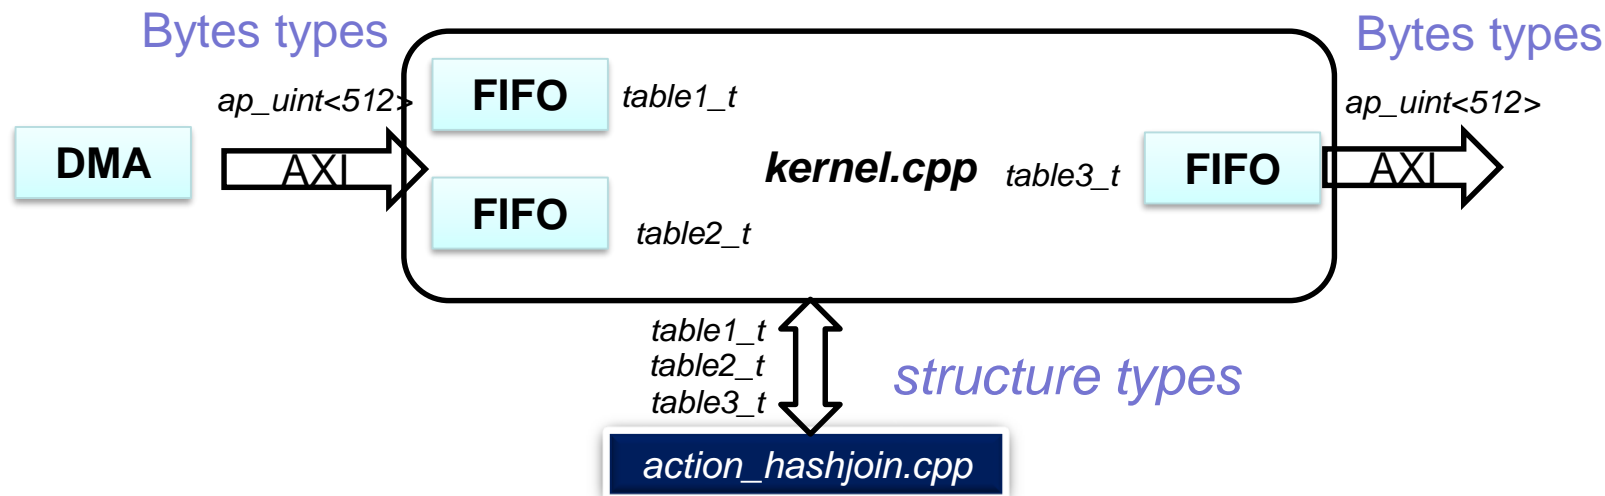 Bytes types
Bytes types
ap_uint<512>
FIFO
table1_t
ap_uint<512>
DMA
AXI
kernel.cpp
table3_t
FIFO
AXI
FIFO
table2_t
table1_t
table2_t
table3_t
structure types
action_hashjoin.cpp